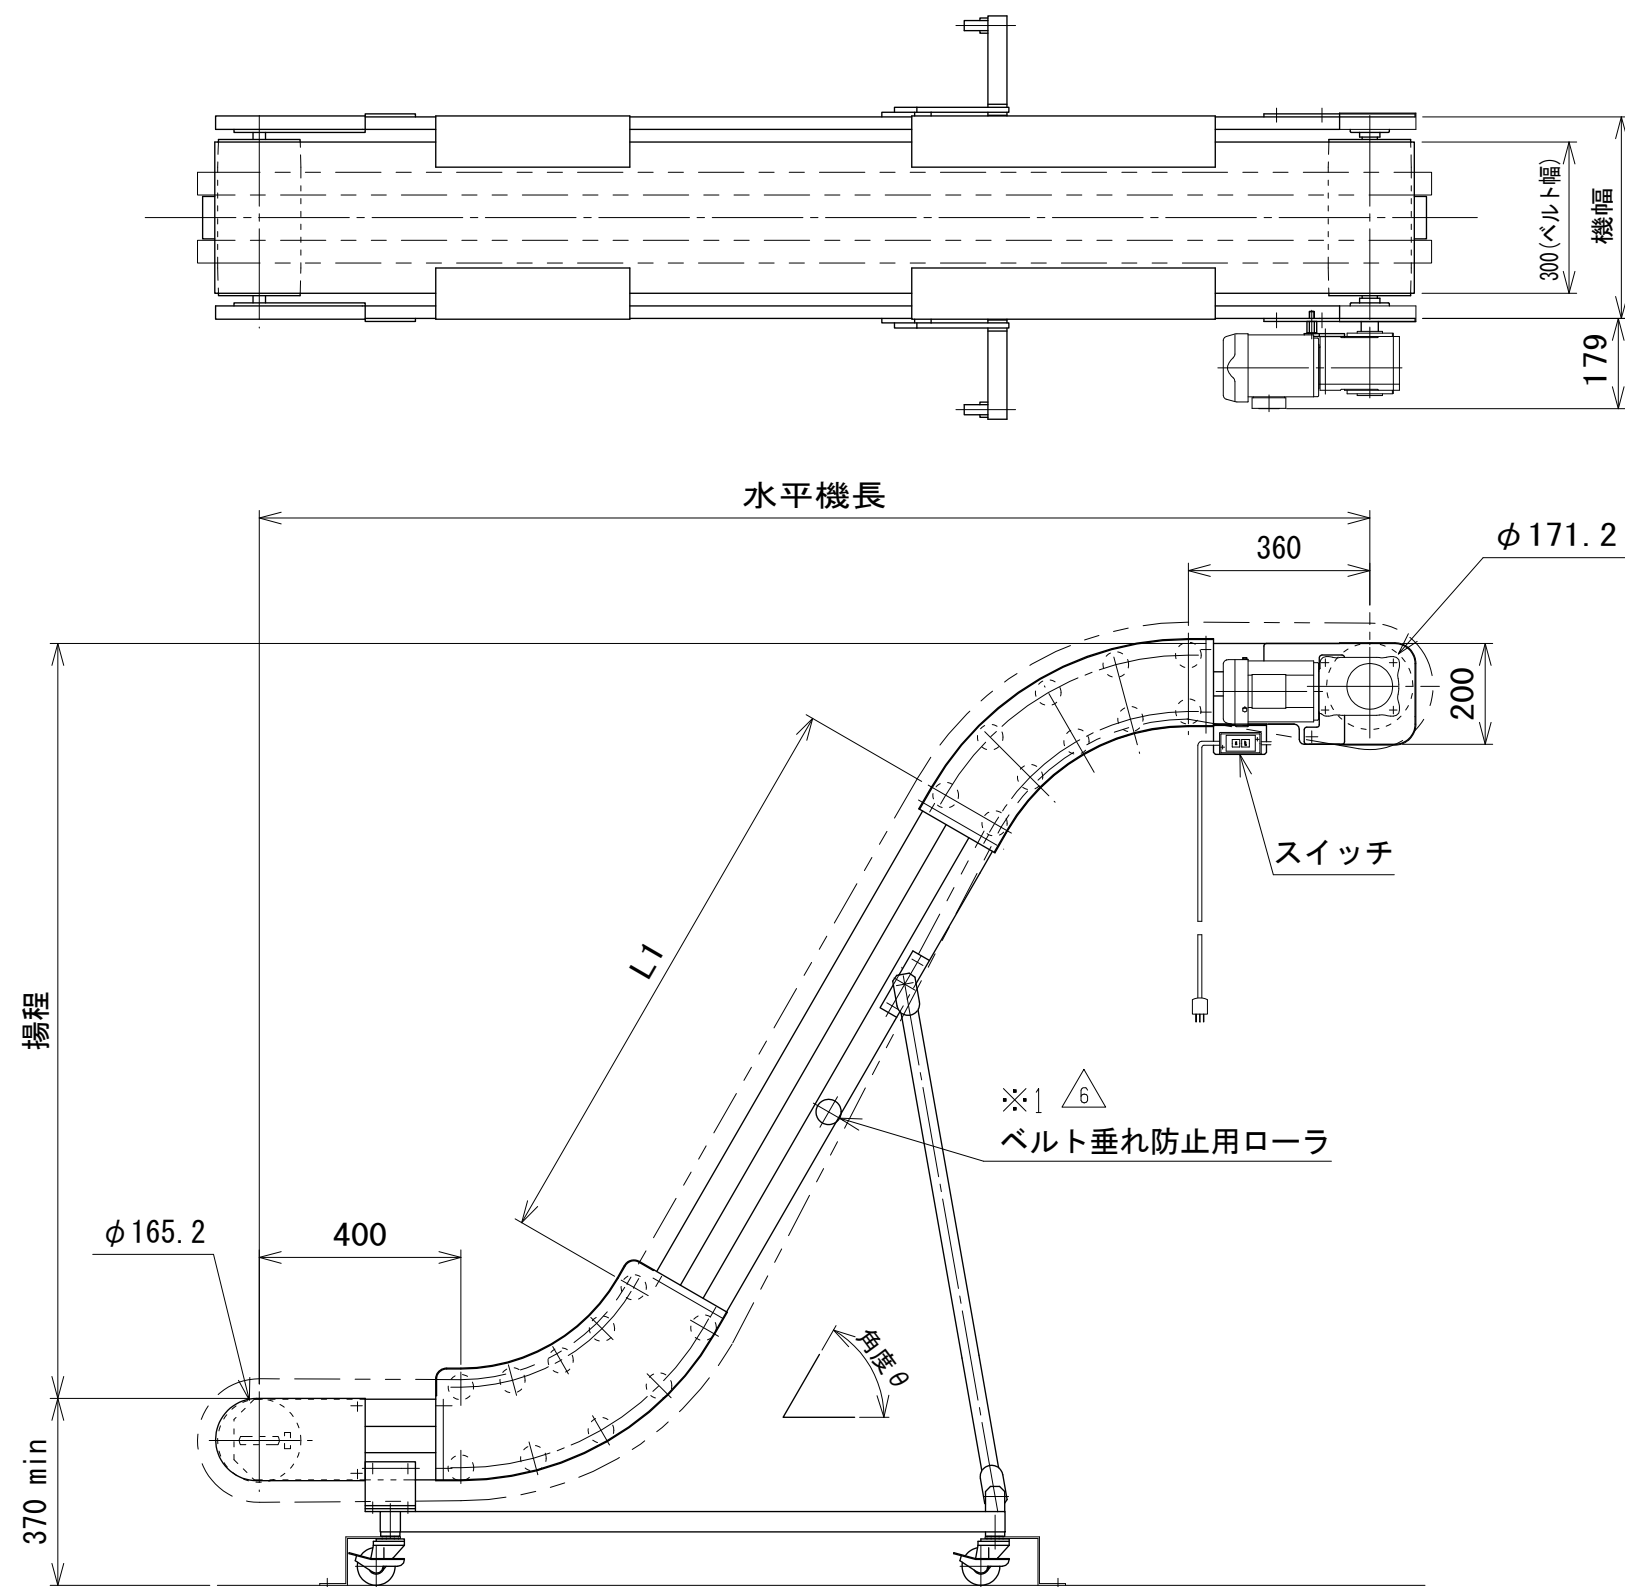 300(ベルト幅)
機幅
179
水平機長
360
φ171.2
200
スイッチ
L1
揚程
※1 6
ベルト垂れ防止用ローラ
φ165.2
400
角度θ
370 min